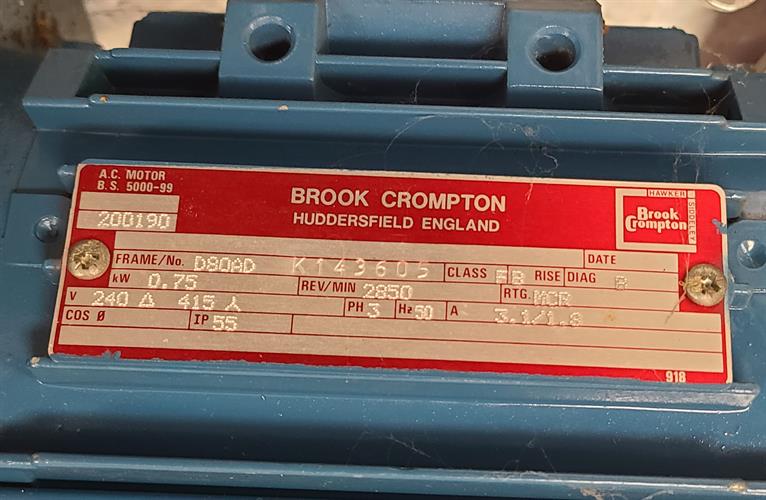 A.C. MOTOR
B.S. 5000-99
200190
BROOK CROMPTON
HUDDERSFIELD ENGLAND
HAWKER
SIDDELEY
Brook
Crompton
DATE
FRAME/No. D80AD K143605 CLASS RISE DIAG
kW 0.75 REV/MIN 2850 RTG. MCR
V 240 Δ 415 ⅄ PH 3 Hz 50 A 3.1/1.8
COS Ø IP 55
918